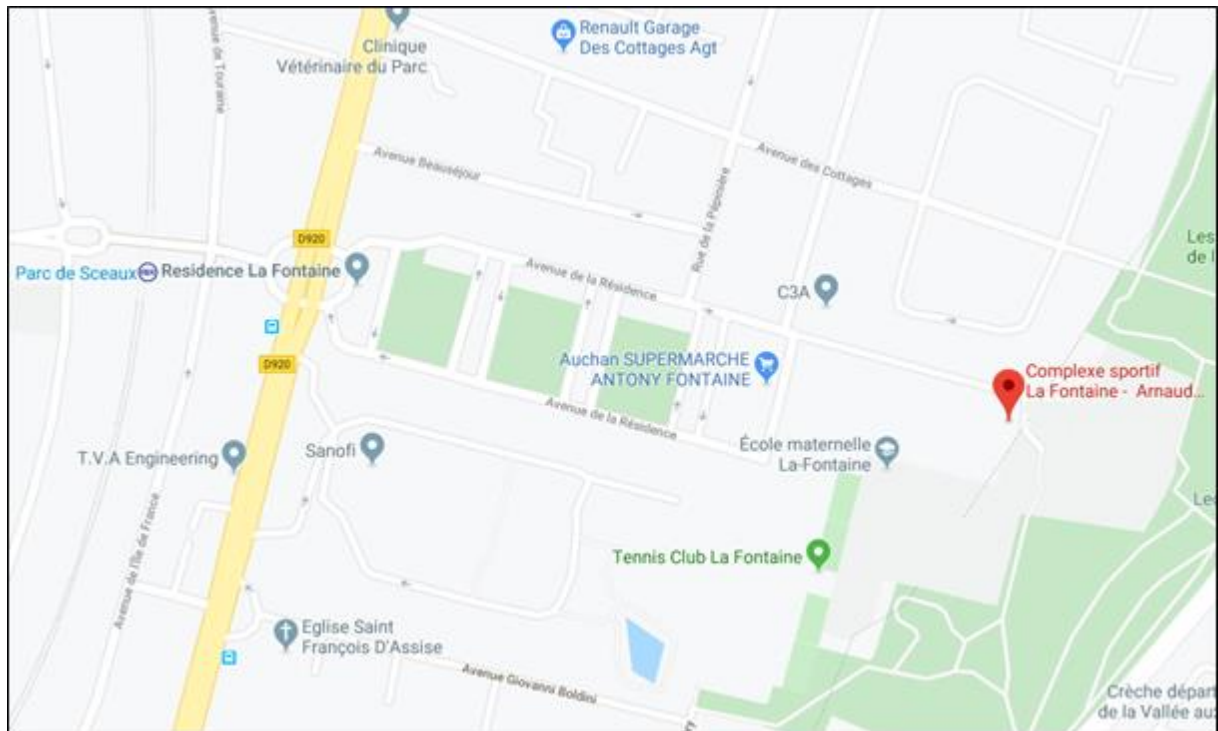 Renault Garage
Des Cottages Agt
Clinique
Vétérinaire du Parc
Avenue de Touraine
Avenue Beauséjour
Avenue des Cottages
Rue de la Pépinière
Les
de l
D920
Parc de Sceaux
Residence La Fontaine
Avenue de la Résidence
C3A
D920
Auchan SUPERMARCHE
ANTONY FONTAINE
Complexe sportif
La Fontaine - Arnaud...
Avenue de la Résidence
T.V.A Engineering
Sanofi
École maternelle
La-Fontaine
Avenue de l'Île de France
Tennis Club La Fontaine
Eglise Saint
François D'Assise
Avenue Giovanni Boldini
Crèche départ
de la Vallée au